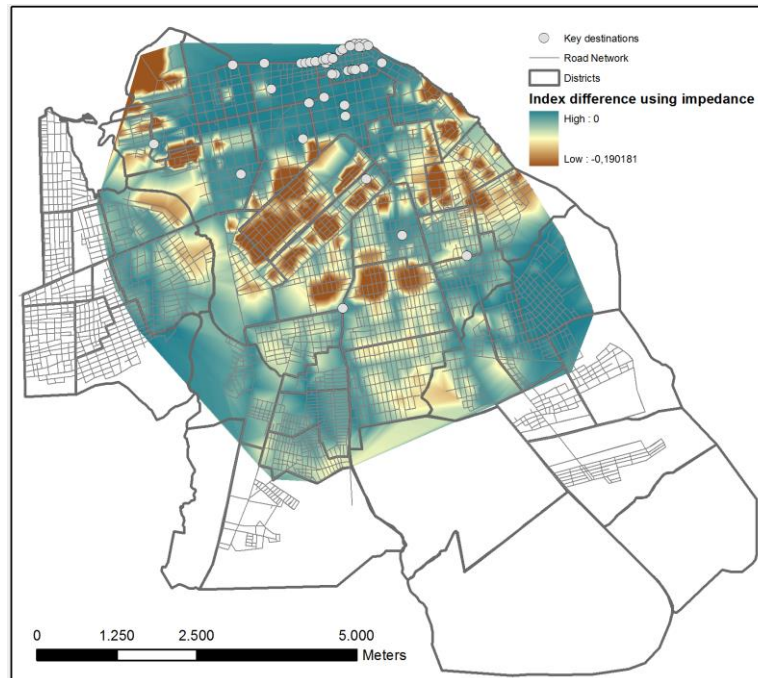 Key destinations
Road Network
Districts
Index difference using impedance
High : 0
Low : -0,190181
0 1.250 2.500 5.000
Meters